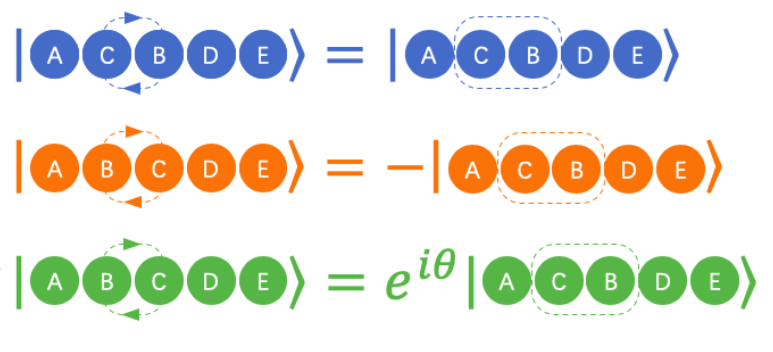 |A C B D E⟩ = |A C B D E⟩
|A B C D E⟩ = −|A C B D E⟩
|A B C D E⟩ = e^{iθ}|A C B D E⟩